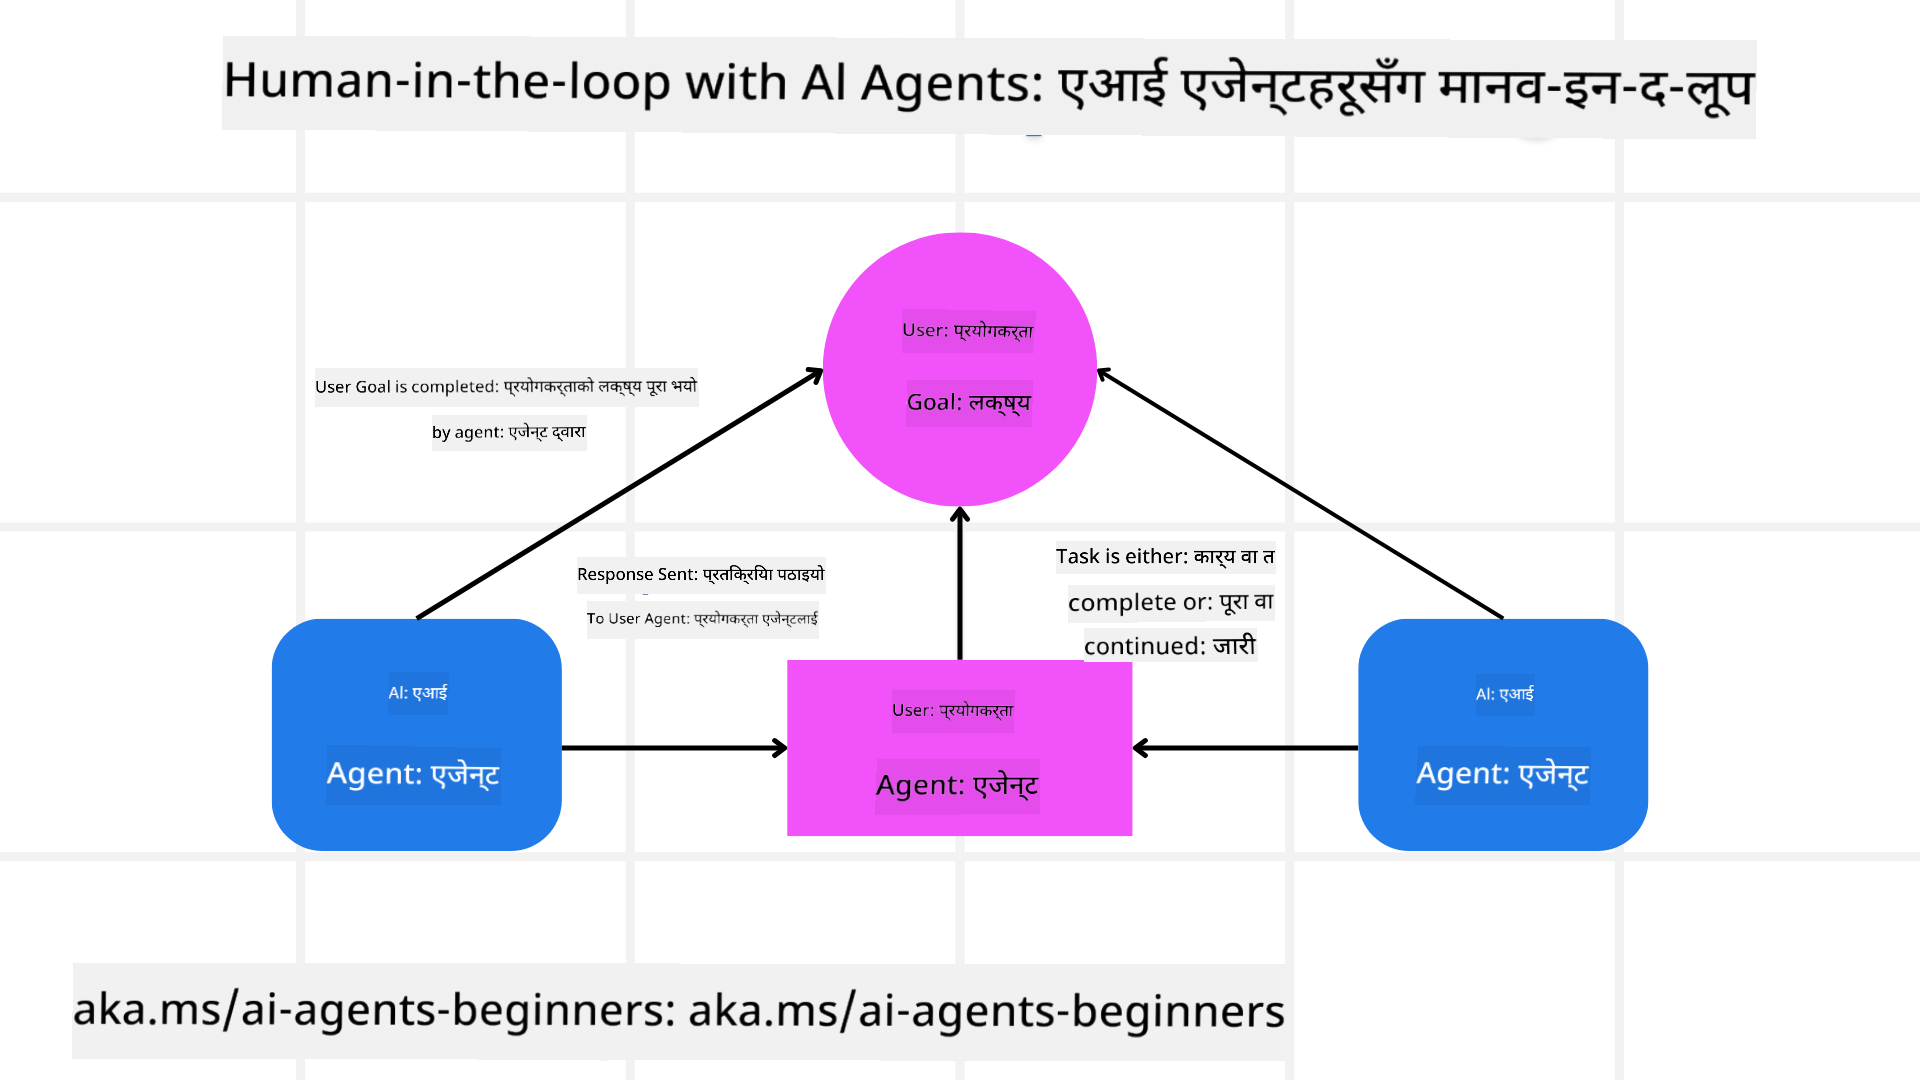 Human-in-the-loop with Al Agents: एआई एजेन्टहरूसँग मानव-इन-द-लूप
User: प्रयोगकर्ता
Goal: लक्ष्य
User Goal is completed: प्रयोगकर्ताको लक्ष्य पूरा भयो
by agent: एजेन्ट द्वारा
Response Sent: प्रतिक्रिया पठाइयो
To User Agent: प्रयोगकर्ता एजेन्टलाई
Task is either: कार्य वा त
complete or: पूरा वा
continued: जारी
Al: एआई
Agent: एजेन्ट
User: प्रयोगकर्ता
Agent: एजेन्ट
Al: एआई
Agent: एजेन्ट
aka.ms/ai-agents-beginners: aka.ms/ai-agents-beginners